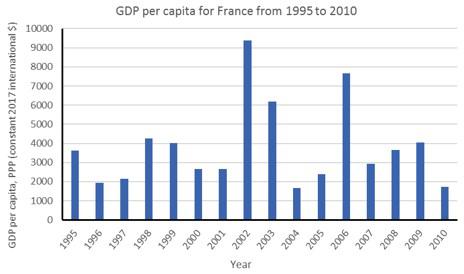 GDP per capita for France from 1995 to 2010
GDP per capita, PPP (constant 2017 international $)
10000
9000
8000
7000
6000
5000
4000
3000
2000
1000
0
1995 1996 1997 1998 1999 2000 2001 2002 2003 2004 2005 2006 2007 2008 2009 2010
Year